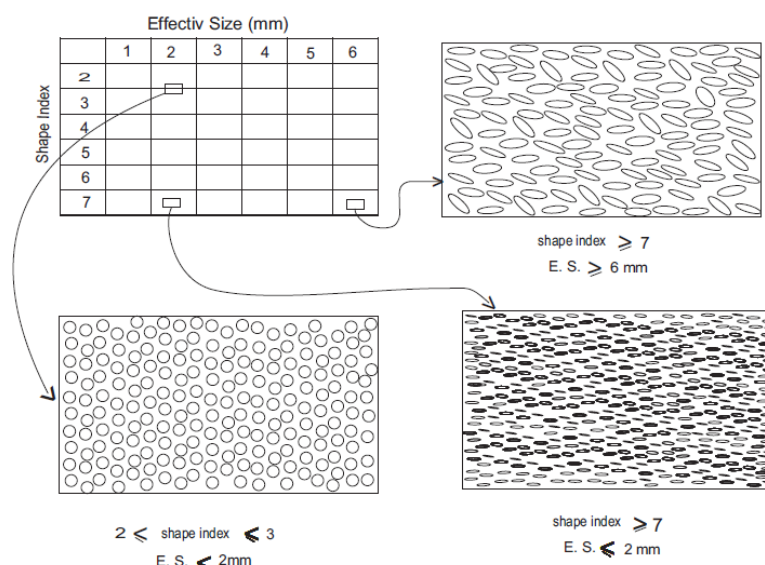 Effectiv Size (mm)
1 2 3 4 5 6
Shape Index
2
3
4
5
6
7
shape index ⩾ 7
E. S. ⩾ 6 mm
2 ⩽ shape index ⩽ 3
E. S. ⩽ 2mm
shape index ⩾ 7
E. S. ⩽ 2 mm